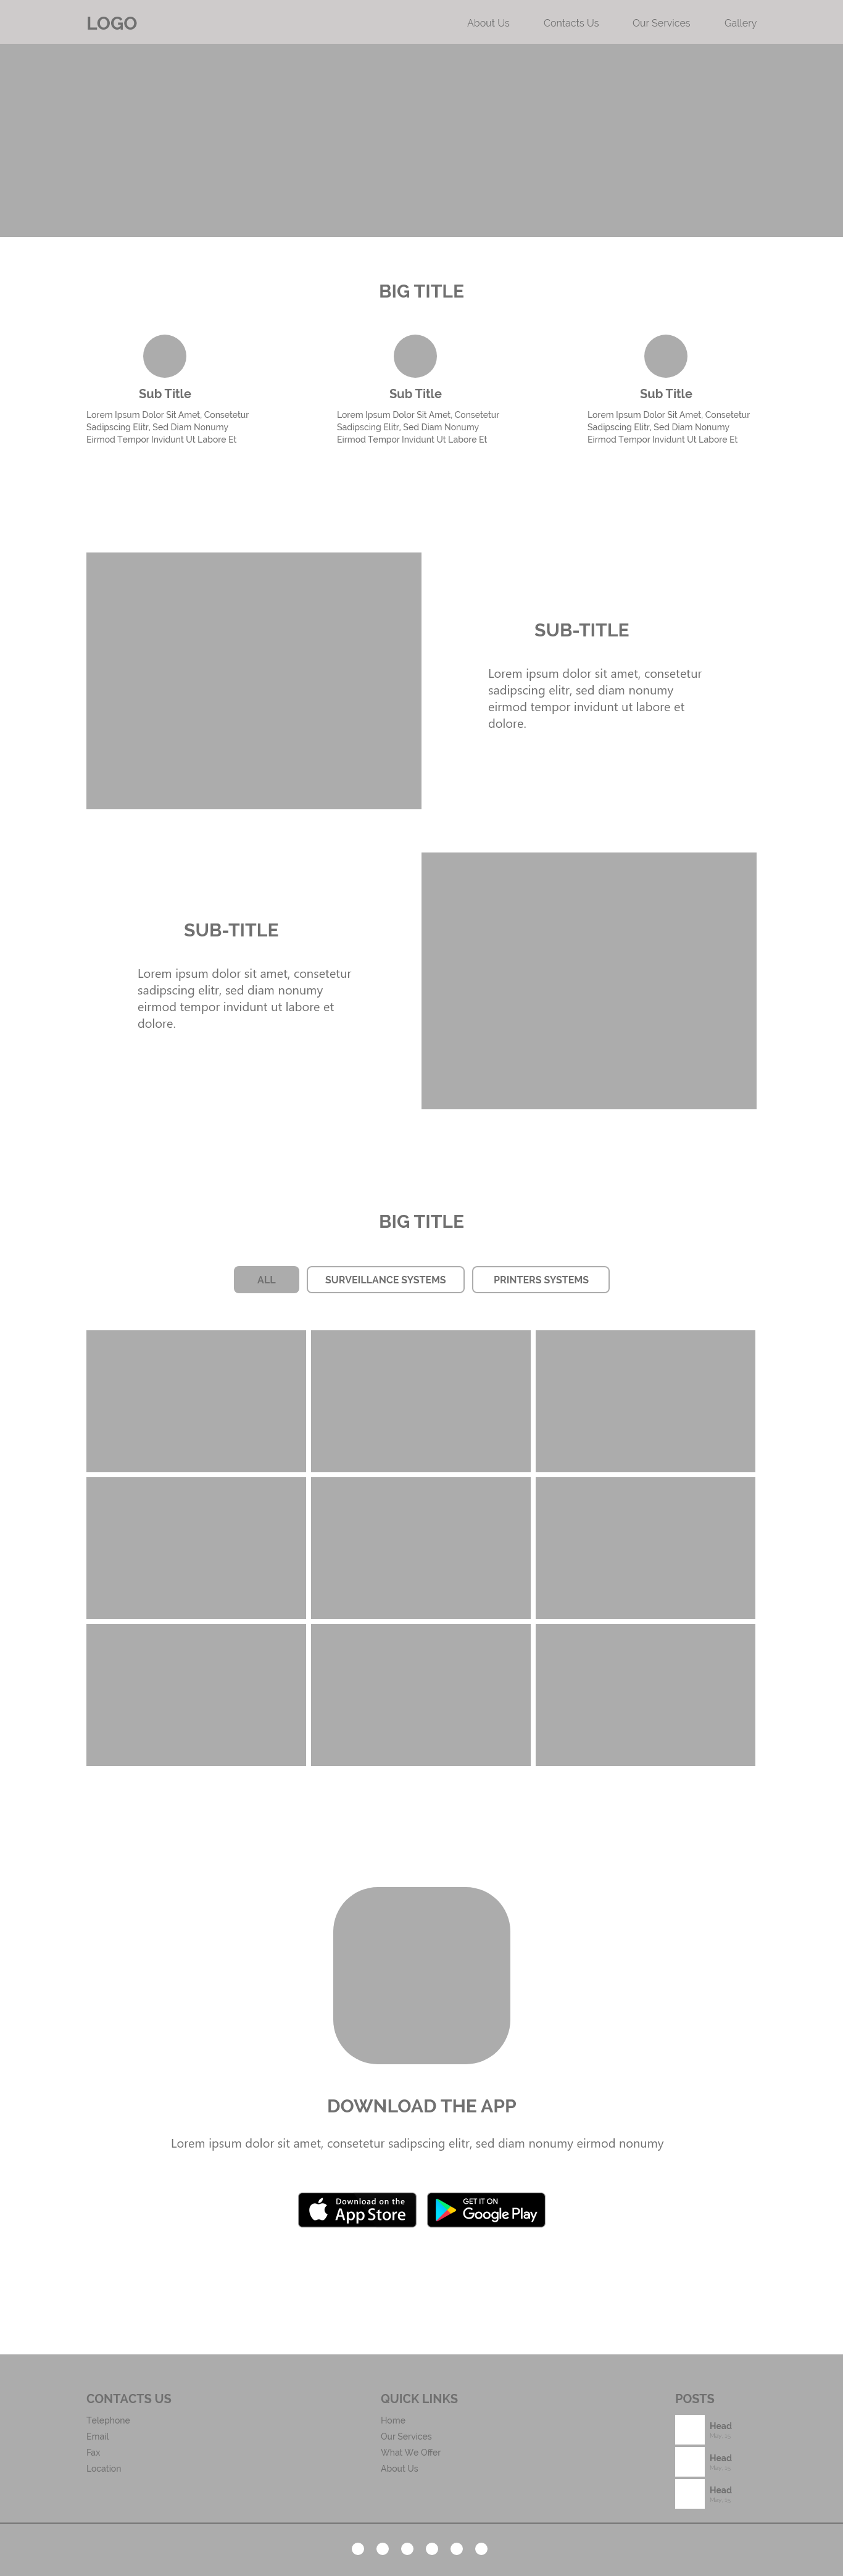 LOGO
About Us
Contacts Us
Our Services
Gallery
BIG TITLE
Sub Title
Lorem Ipsum Dolor Sit Amet, Consetetur
Sadipscing Elitr, Sed Diam Nonumy
Eirmod Tempor Invidunt Ut Labore Et
Sub Title
Lorem Ipsum Dolor Sit Amet, Consetetur
Sadipscing Elitr, Sed Diam Nonumy
Eirmod Tempor Invidunt Ut Labore Et
Sub Title
Lorem Ipsum Dolor Sit Amet, Consetetur
Sadipscing Elitr, Sed Diam Nonumy
Eirmod Tempor Invidunt Ut Labore Et
SUB-TITLE
Lorem ipsum dolor sit amet, consetetur
sadipscing elitr, sed diam nonumy
eirmod tempor invidunt ut labore et
dolore.
SUB-TITLE
Lorem ipsum dolor sit amet, consetetur
sadipscing elitr, sed diam nonumy
eirmod tempor invidunt ut labore et
dolore.
BIG TITLE
ALL
SURVEILLANCE SYSTEMS
PRINTERS SYSTEMS
DOWNLOAD THE APP
Lorem ipsum dolor sit amet, consetetur sadipscing elitr, sed diam nonumy eirmod nonumy
Download on the
App Store
GET IT ON
Google Play
CONTACTS US
Telephone
Email
Fax
Location
QUICK LINKS
Home
Our Services
What We Offer
About Us
POSTS
Head
May, 15
Head
May, 15
Head
May, 15